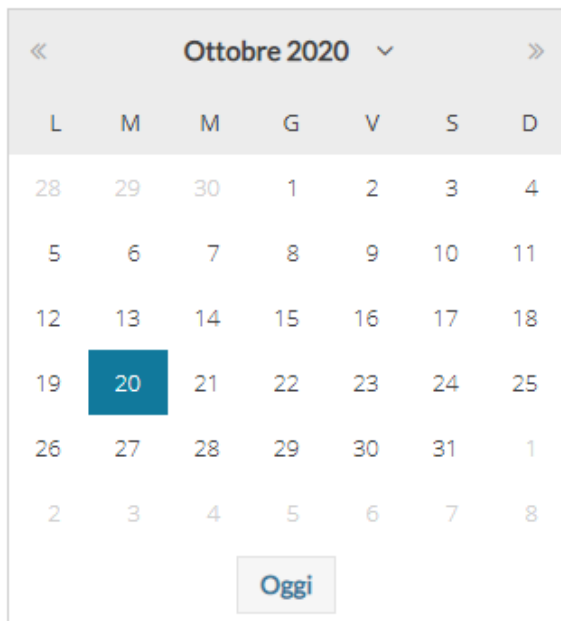 « Ottobre 2020 »
L M M G V S D
28 29 30 1 2 3 4
5 6 7 8 9 10 11
12 13 14 15 16 17 18
19 20 21 22 23 24 25
26 27 28 29 30 31 1
2 3 4 5 6 7 8
Oggi